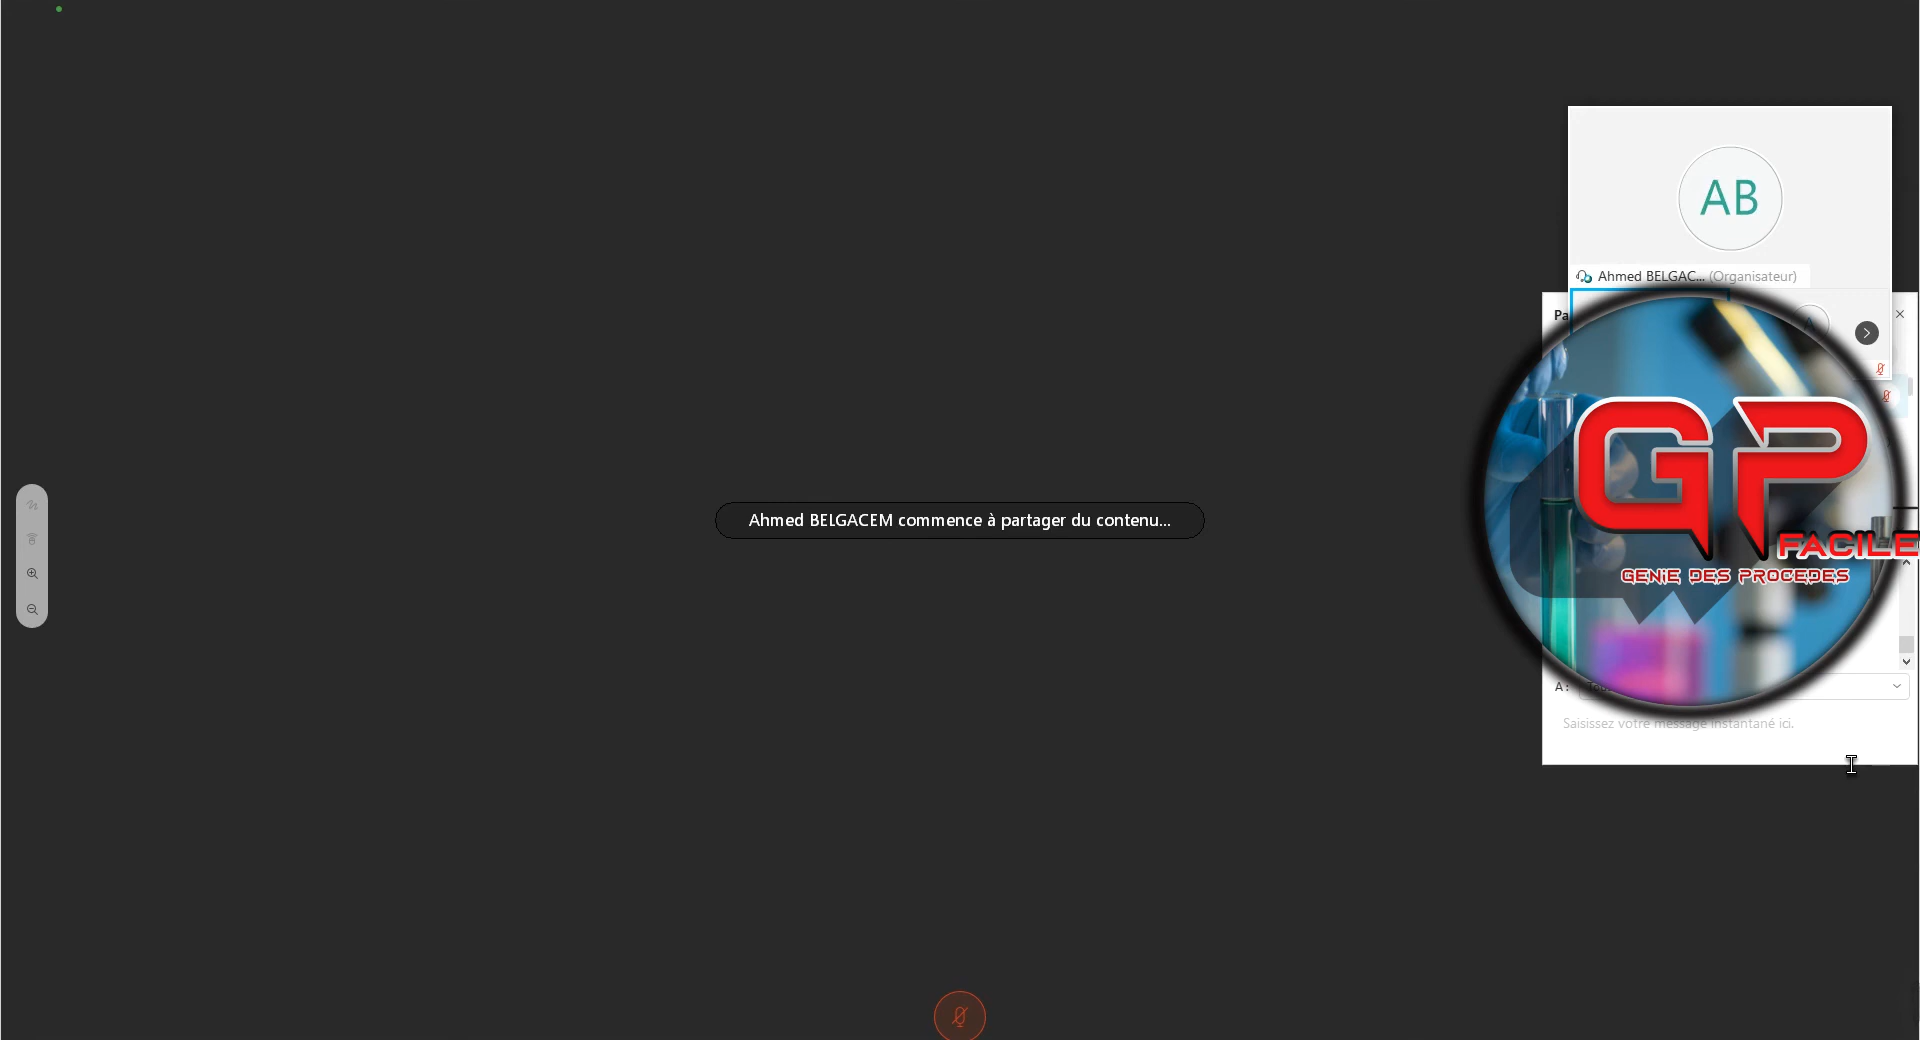 AB
Ahmed BELGAC... (Organisateur)
Pa
GP
FACILE
GENIE DES PROCEDES
Ahmed BELGACEM commence à partager du contenu...
A:
Saisissez votre message instantané ici.